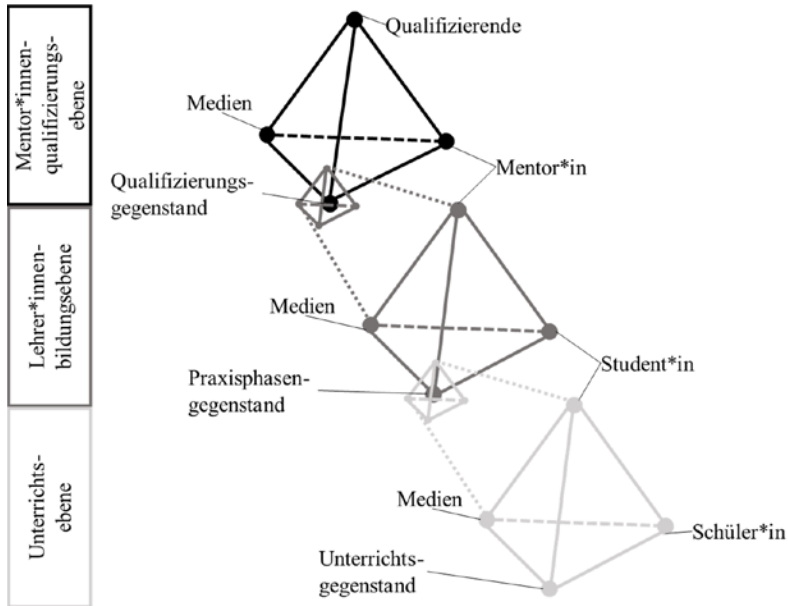 Mentor*innen-
qualifizierungs-
ebene
Qualifizierende
Medien
Mentor*in
Qualifizierungs-
gegenstand
Lehrer*innen-
bildungsebene
Medien
Student*in
Praxisphasen-
gegenstand
Unterrichts-
ebene
Medien
Schüler*in
Unterrichts-
gegenstand